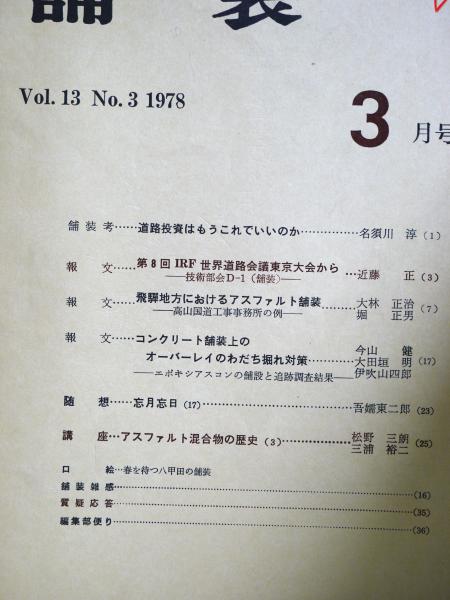 舗装
Vol. 13 No. 3 1978
3月号
舗装考……道路投資はもうこれでいいのか……………名須川 淳 (1)
報文……第8回 IRF 世界道路会議東京大会から
——技術部会D-1（舗装）—— …近藤 正 (3)
報文……飛騨地方におけるアスファルト舗装
——高山国道工事事務所の例—— ………大林 正治
堀 正男 (7)
報文……コンクリート舗装上の
オーバーレイのわだち掘れ対策…………
——エポキシアスコンの舗設と追跡調査結果——
今山 健
大田垣 明 (17)
伊吹山四郎
随想……忘月忘日 (17)……………………………吾孺東二郎 (23)
講座…アスファルト混合物の歴史 (3)………………松野 三朗
三浦 裕二 (25)
口絵…春を待つ八甲田の舗装
舗装雑感………………………………………………(16)
質疑応答………………………………………………(35)
編集部便り……………………………………………(36)